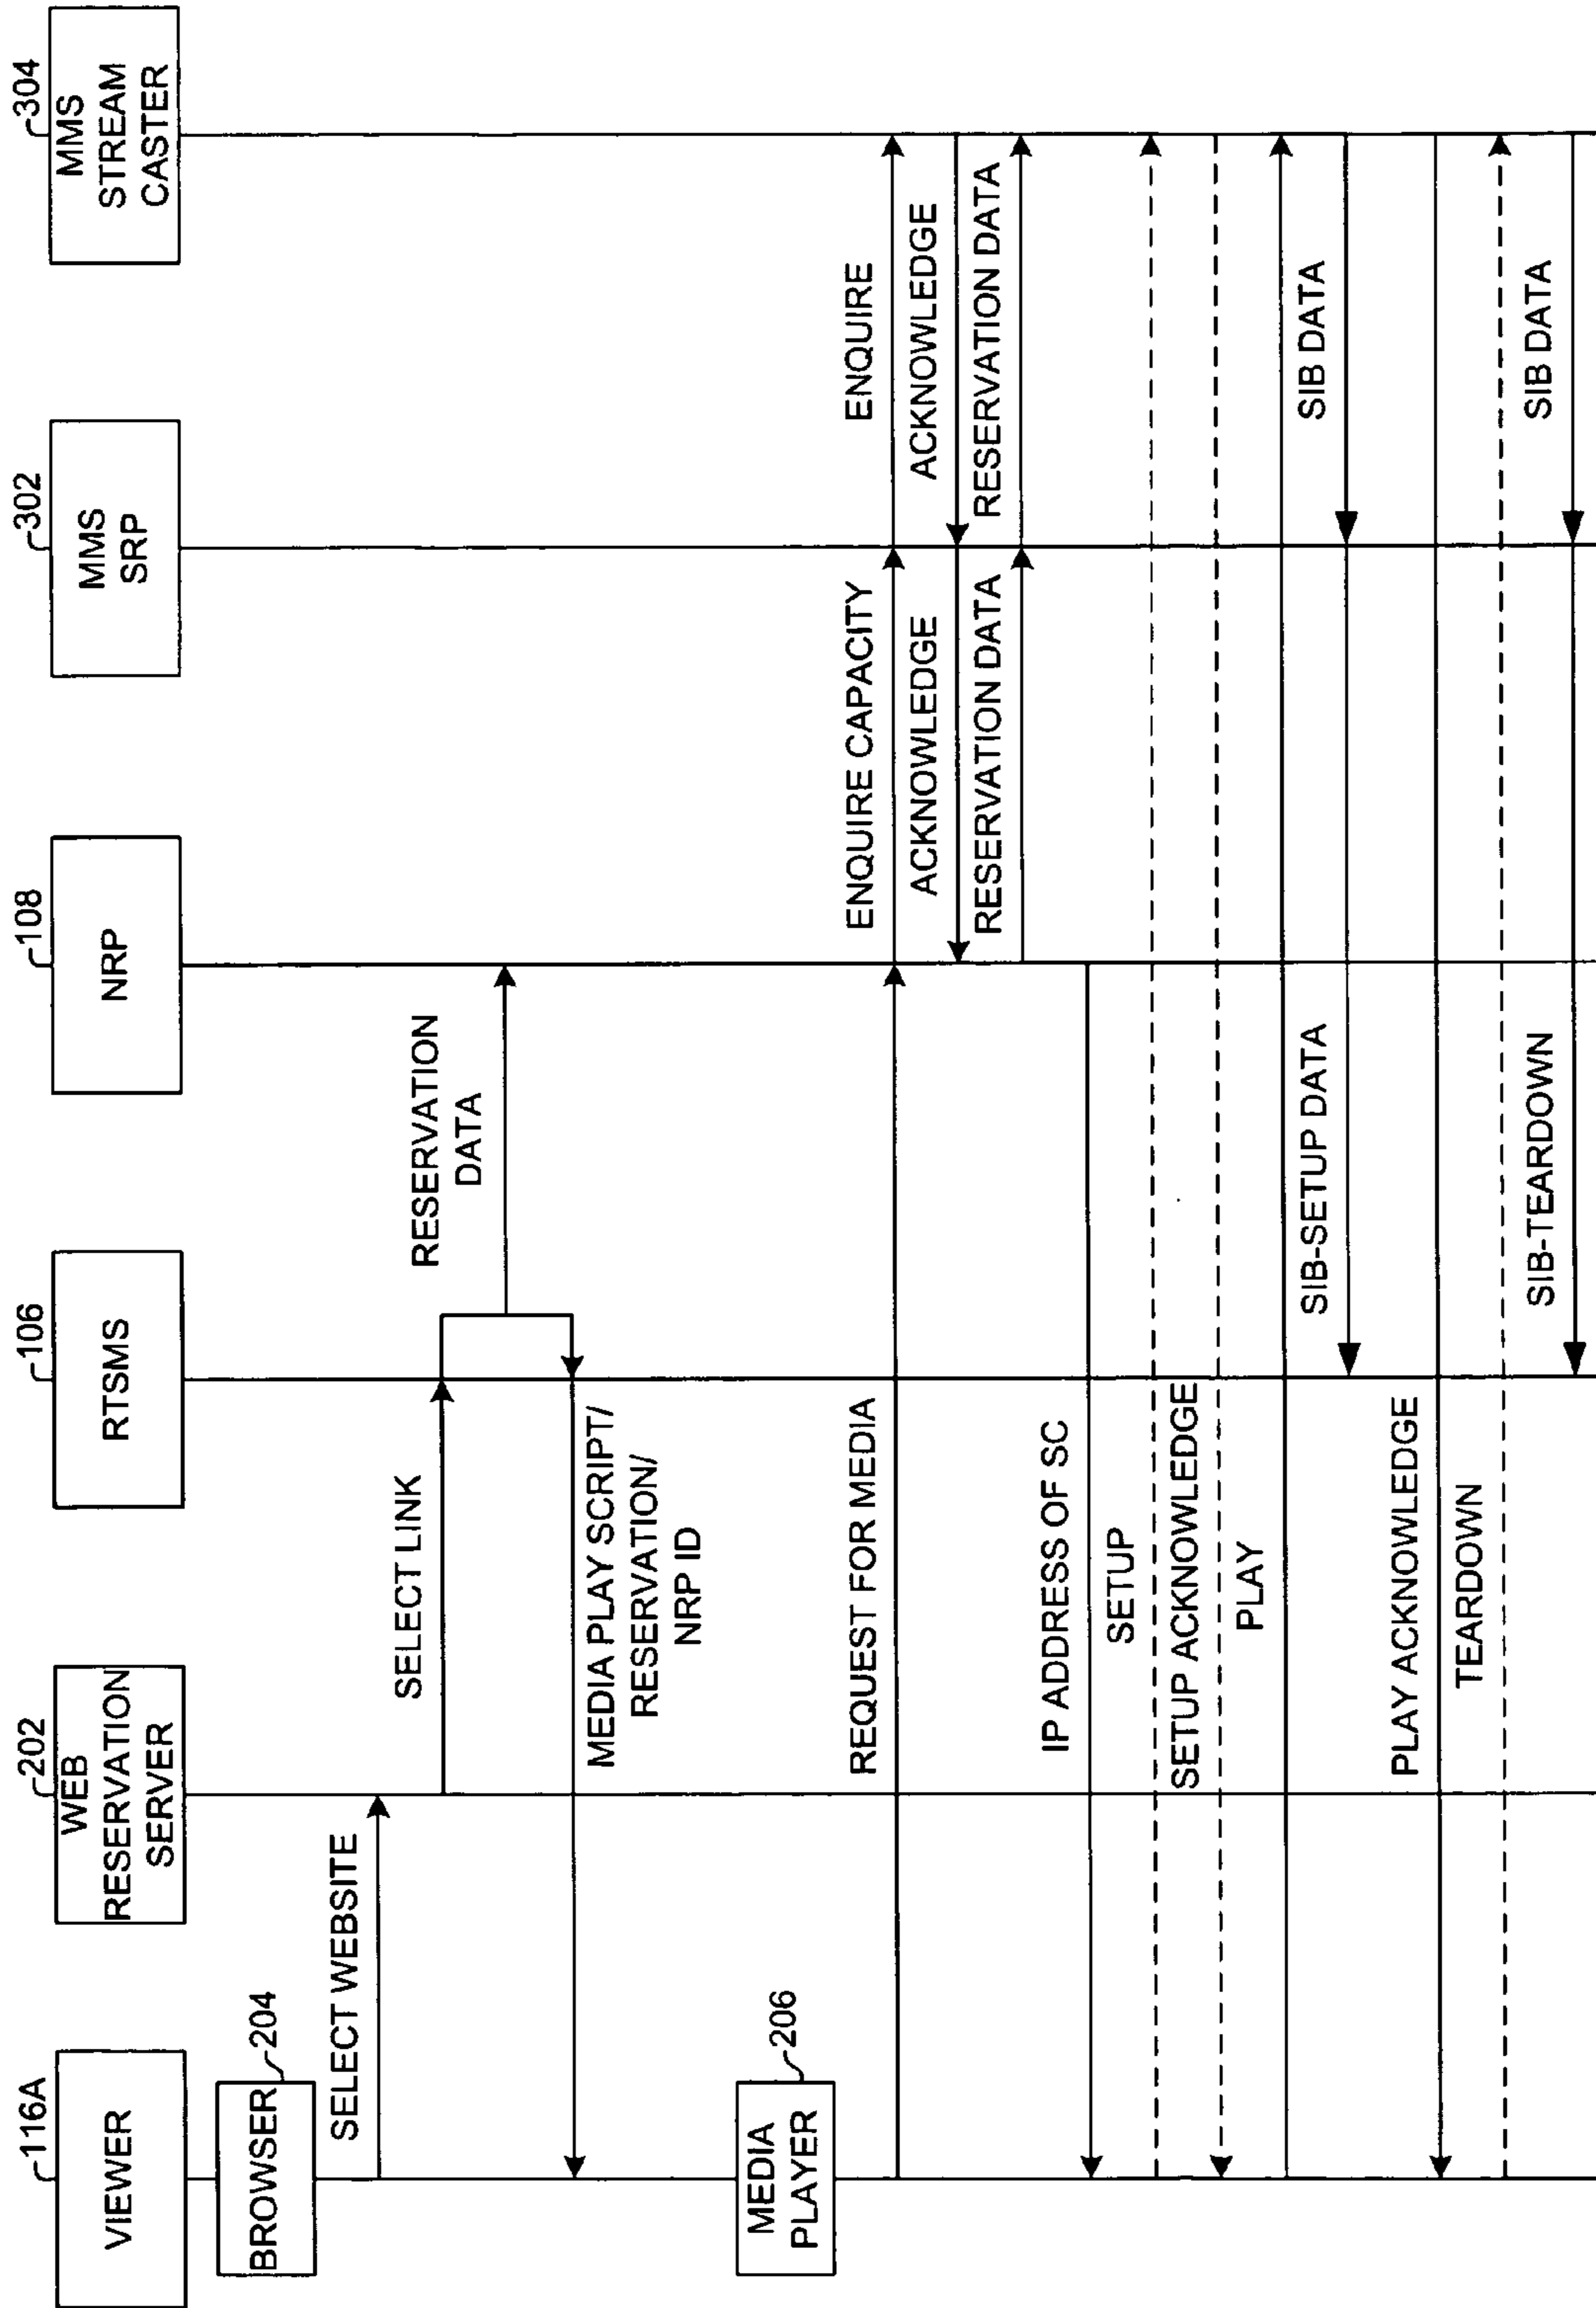 116A
VIEWER
202
WEB
RESERVATION
SERVER
106
RTSMS
108
NRP
302
MMS
SRP
304
MMS
STREAM
CASTER
BROWSER
204
SELECT WEBSITE
SELECT LINK
RESERVATION
DATA
MEDIA PLAY SCRIPT/
RESERVATION/
NRP ID
MEDIA
PLAYER
206
REQUEST FOR MEDIA
ENQUIRE CAPACITY
ENQUIRE
ACKNOWLEDGE
ACKNOWLEDGE
RESERVATION DATA
RESERVATION DATA
IP ADDRESS OF SC
SETUP
SETUP ACKNOWLEDGE
PLAY
SIB-SETUP DATA
SIB DATA
PLAY ACKNOWLEDGE
TEARDOWN
SIB-TEARDOWN
SIB DATA